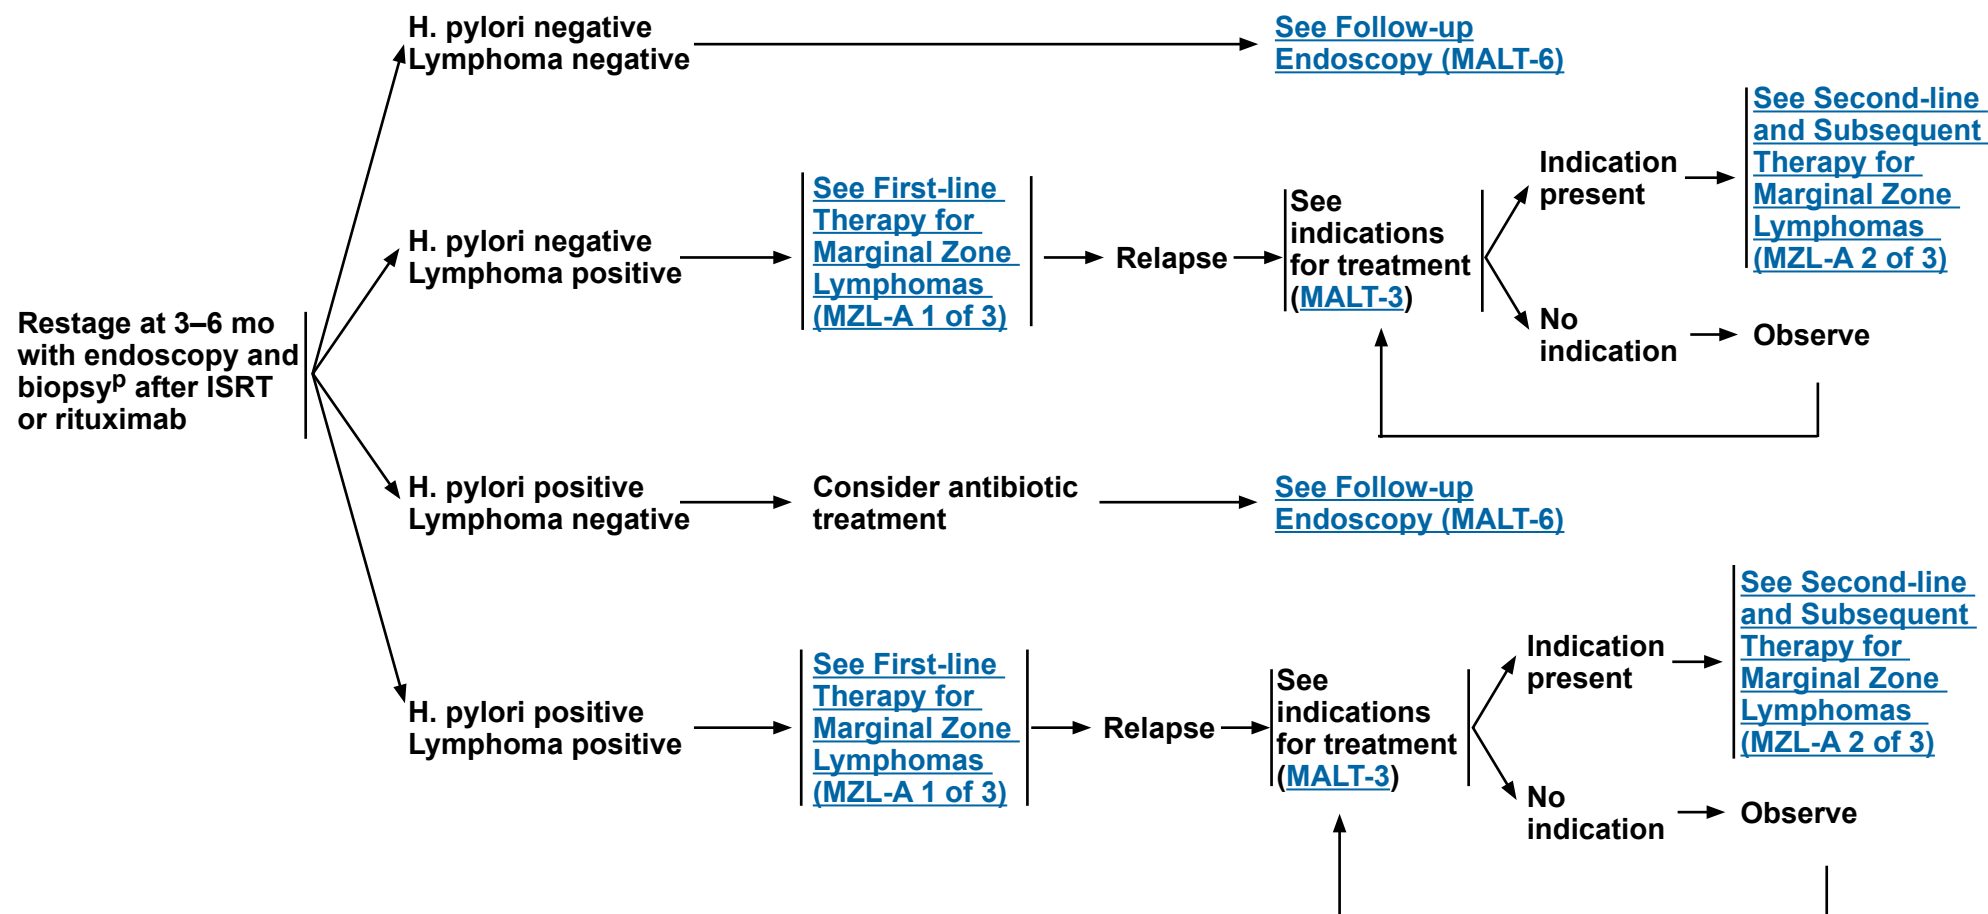 Restage at 3–6 mo
with endoscopy and
biopsyp after ISRT
or rituximab
H. pylori negative
Lymphoma negative
See Follow-up
Endoscopy (MALT-6)
H. pylori negative
Lymphoma positive
See First-line
Therapy for
Marginal Zone
Lymphomas
(MZL-A 1 of 3)
Relapse
See
indications
for treatment
(MALT-3)
Indication
present
See Second-line
and Subsequent
Therapy for
Marginal Zone
Lymphomas
(MZL-A 2 of 3)
No
indication
Observe
H. pylori positive
Lymphoma negative
Consider antibiotic
treatment
See Follow-up
Endoscopy (MALT-6)
H. pylori positive
Lymphoma positive
See First-line
Therapy for
Marginal Zone
Lymphomas
(MZL-A 1 of 3)
Relapse
See
indications
for treatment
(MALT-3)
Indication
present
See Second-line
and Subsequent
Therapy for
Marginal Zone
Lymphomas
(MZL-A 2 of 3)
No
indication
Observe